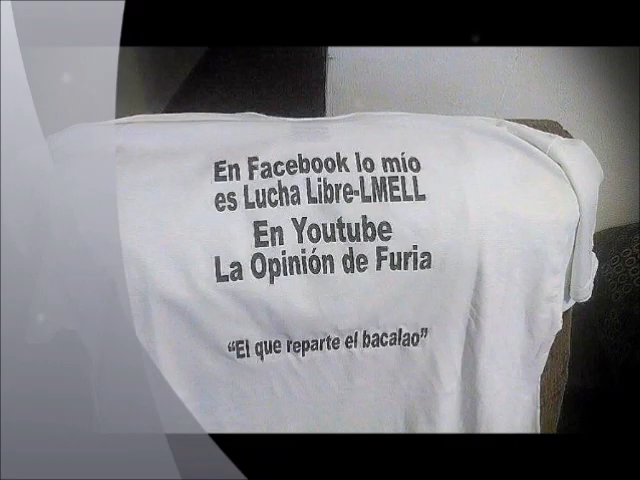 En Facebook lo mío
es Lucha Libre-LMELL
En Youtube
La Opinión de Furia
“El que reparte el bacalao”